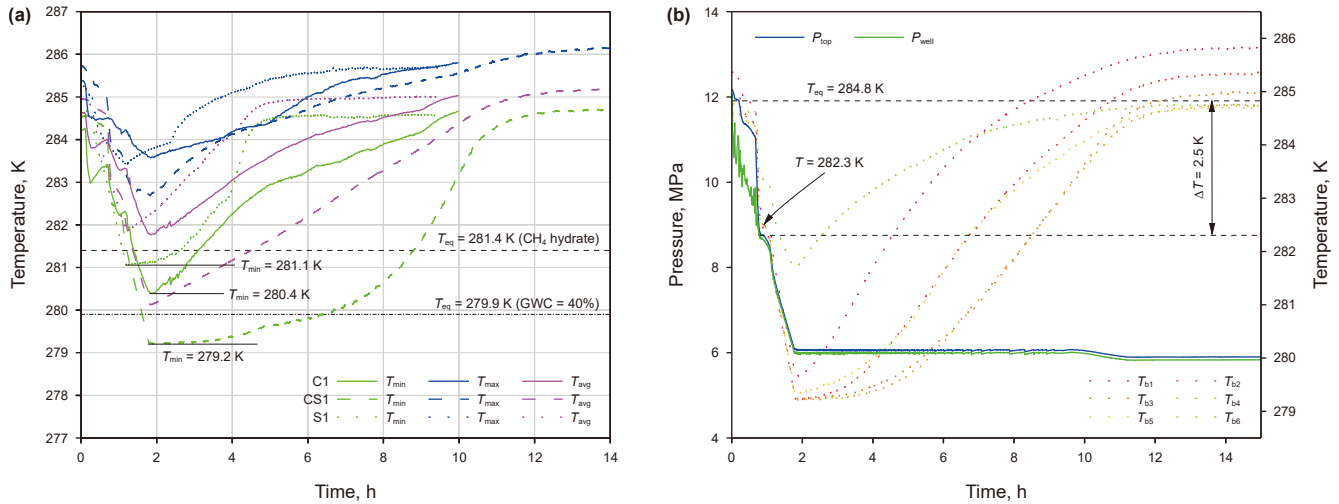 (a)
287
286
285
284
283
282
281
280
279
278
277
Temperature, K
T_eq = 281.4 K (CH₄ hydrate)
T_min = 281.1 K
T_min = 280.4 K
T_eq = 279.9 K (GWC = 40%)
T_min = 279.2 K
C1 T_min T_max T_avg
CS1 T_min T_max T_avg
S1 T_min T_max T_avg
0 2 4 6 8 10 12 14
Time, h
(b)
14
12
10
8
6
4
Pressure, MPa
P_top P_well
T_eq = 284.8 K
T = 282.3 K
ΔT = 2.5 K
T_b1 T_b2
T_b3 T_b4
T_b5 T_b6
286
285
284
283
282
281
280
279
Temperature, K
0 2 4 6 8 10 12 14
Time, h